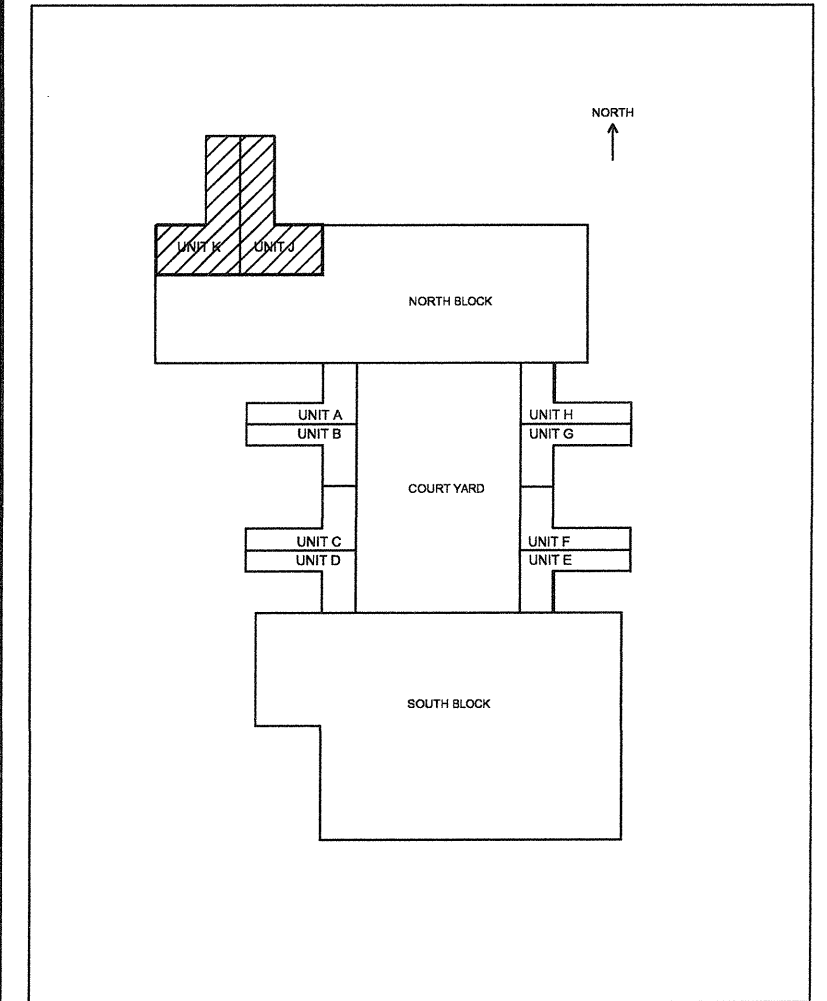 NORTH
UNIT K
UNIT J
NORTH BLOCK
UNIT A
UNIT H
UNIT B
UNIT G
COURT YARD
UNIT C
UNIT F
UNIT D
UNIT E
SOUTH BLOCK